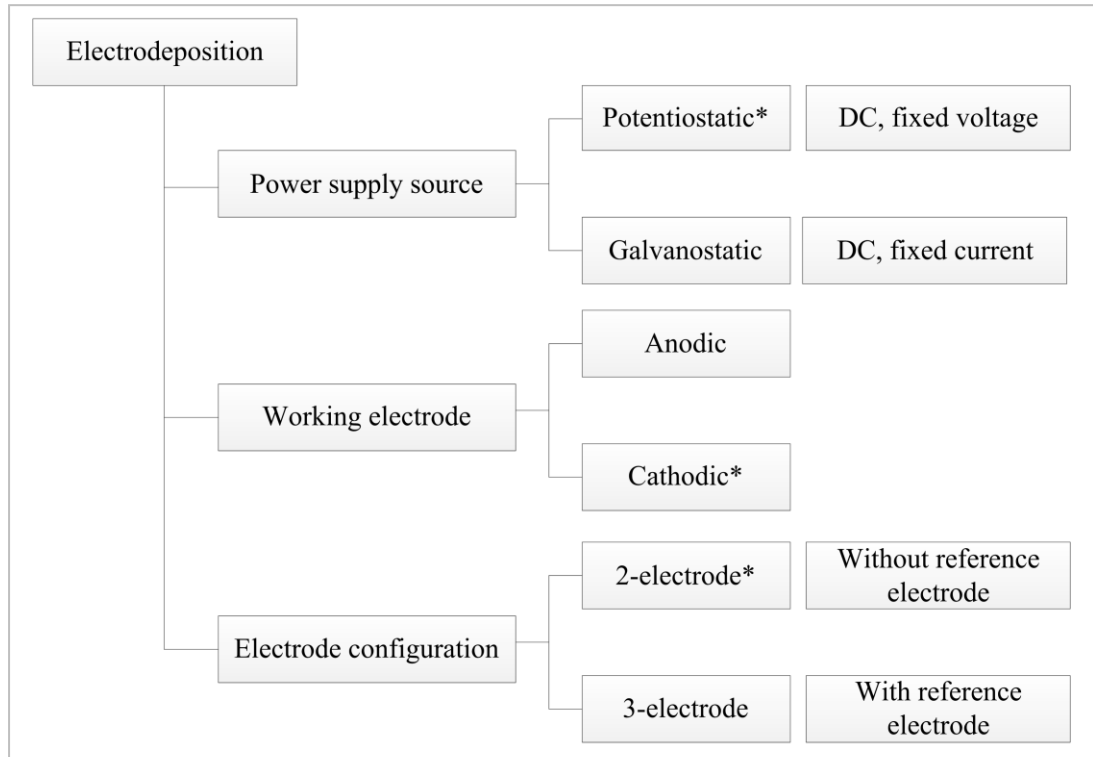 Electrodeposition
Power supply source
Potentiostatic*
DC, fixed voltage
Galvanostatic
DC, fixed current
Working electrode
Anodic
Cathodic*
Electrode configuration
2-electrode*
Without reference
electrode
3-electrode
With reference
electrode